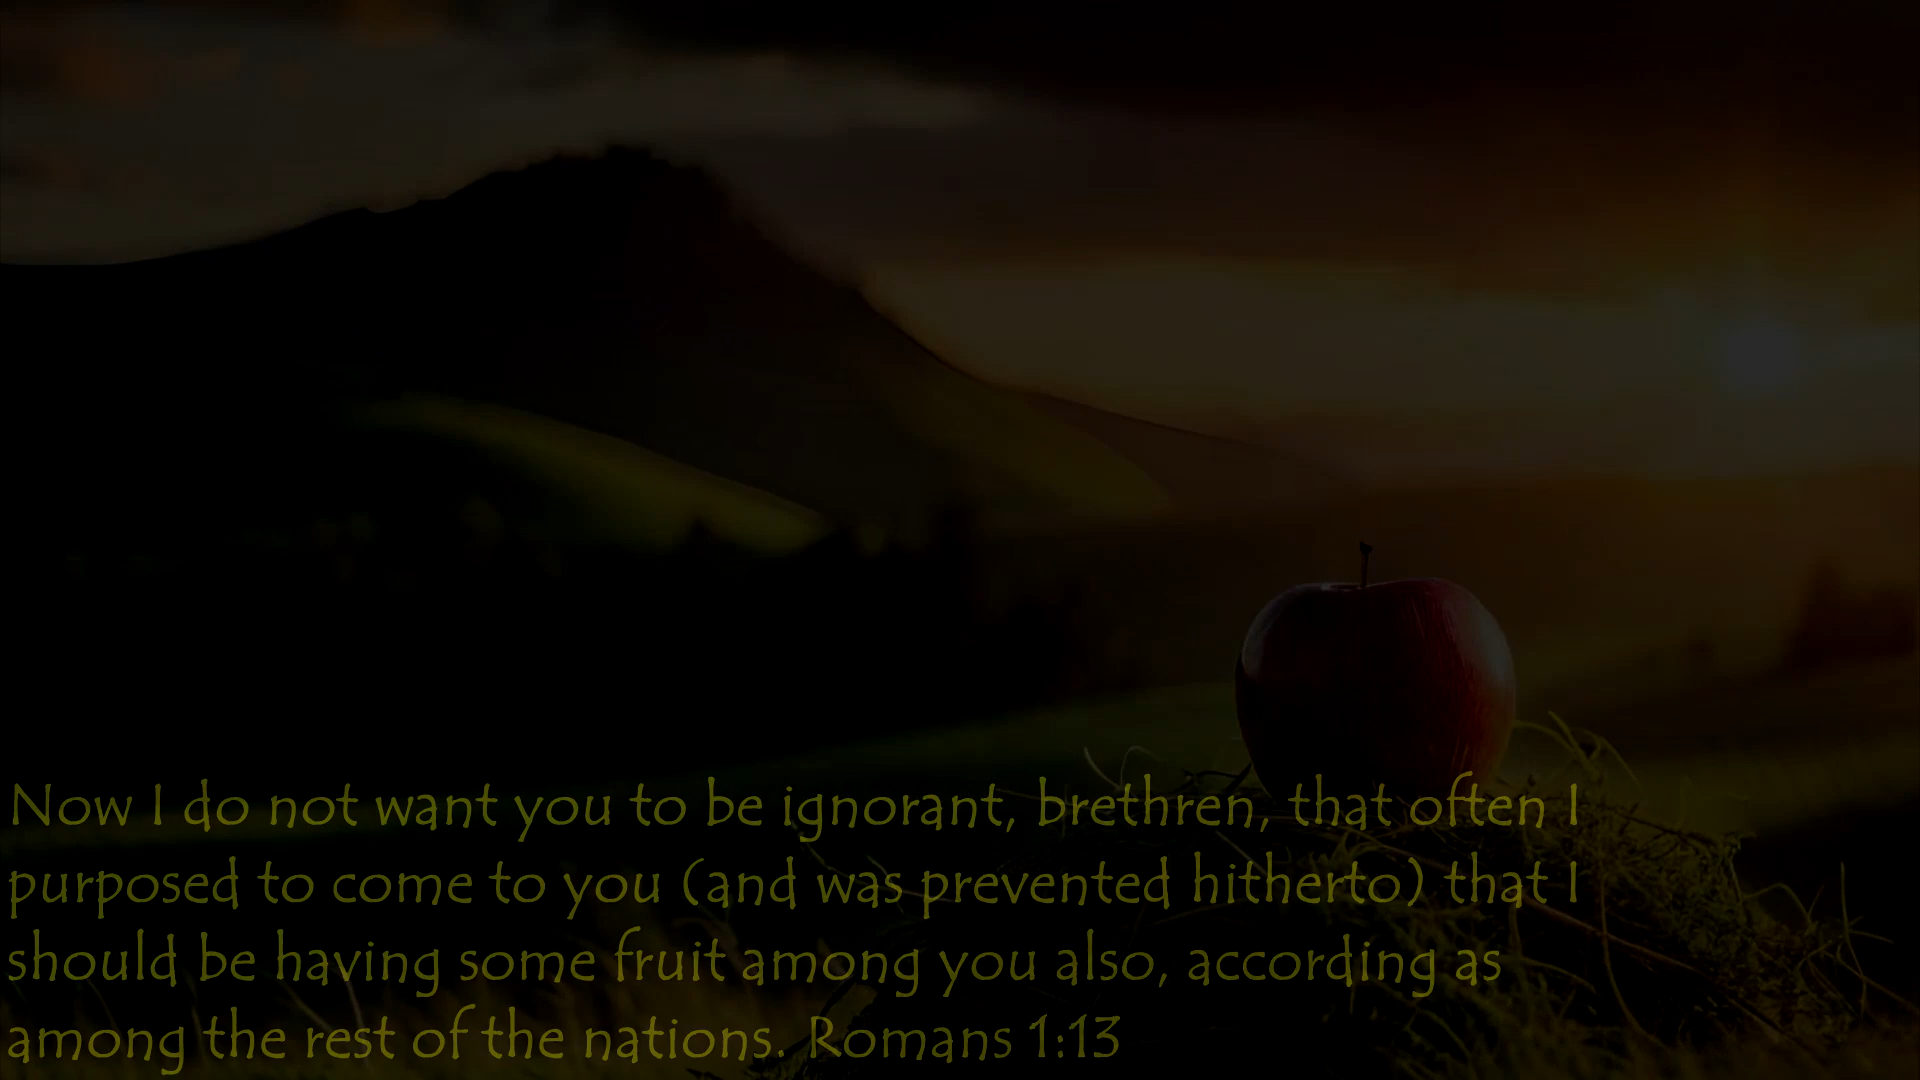 Now I do not want you to be ignorant, brethren, that often I
purposed to come to you (and was prevented hitherto) that I
should be having some fruit among you also, according as
among the rest of the nations. Romans 1:13